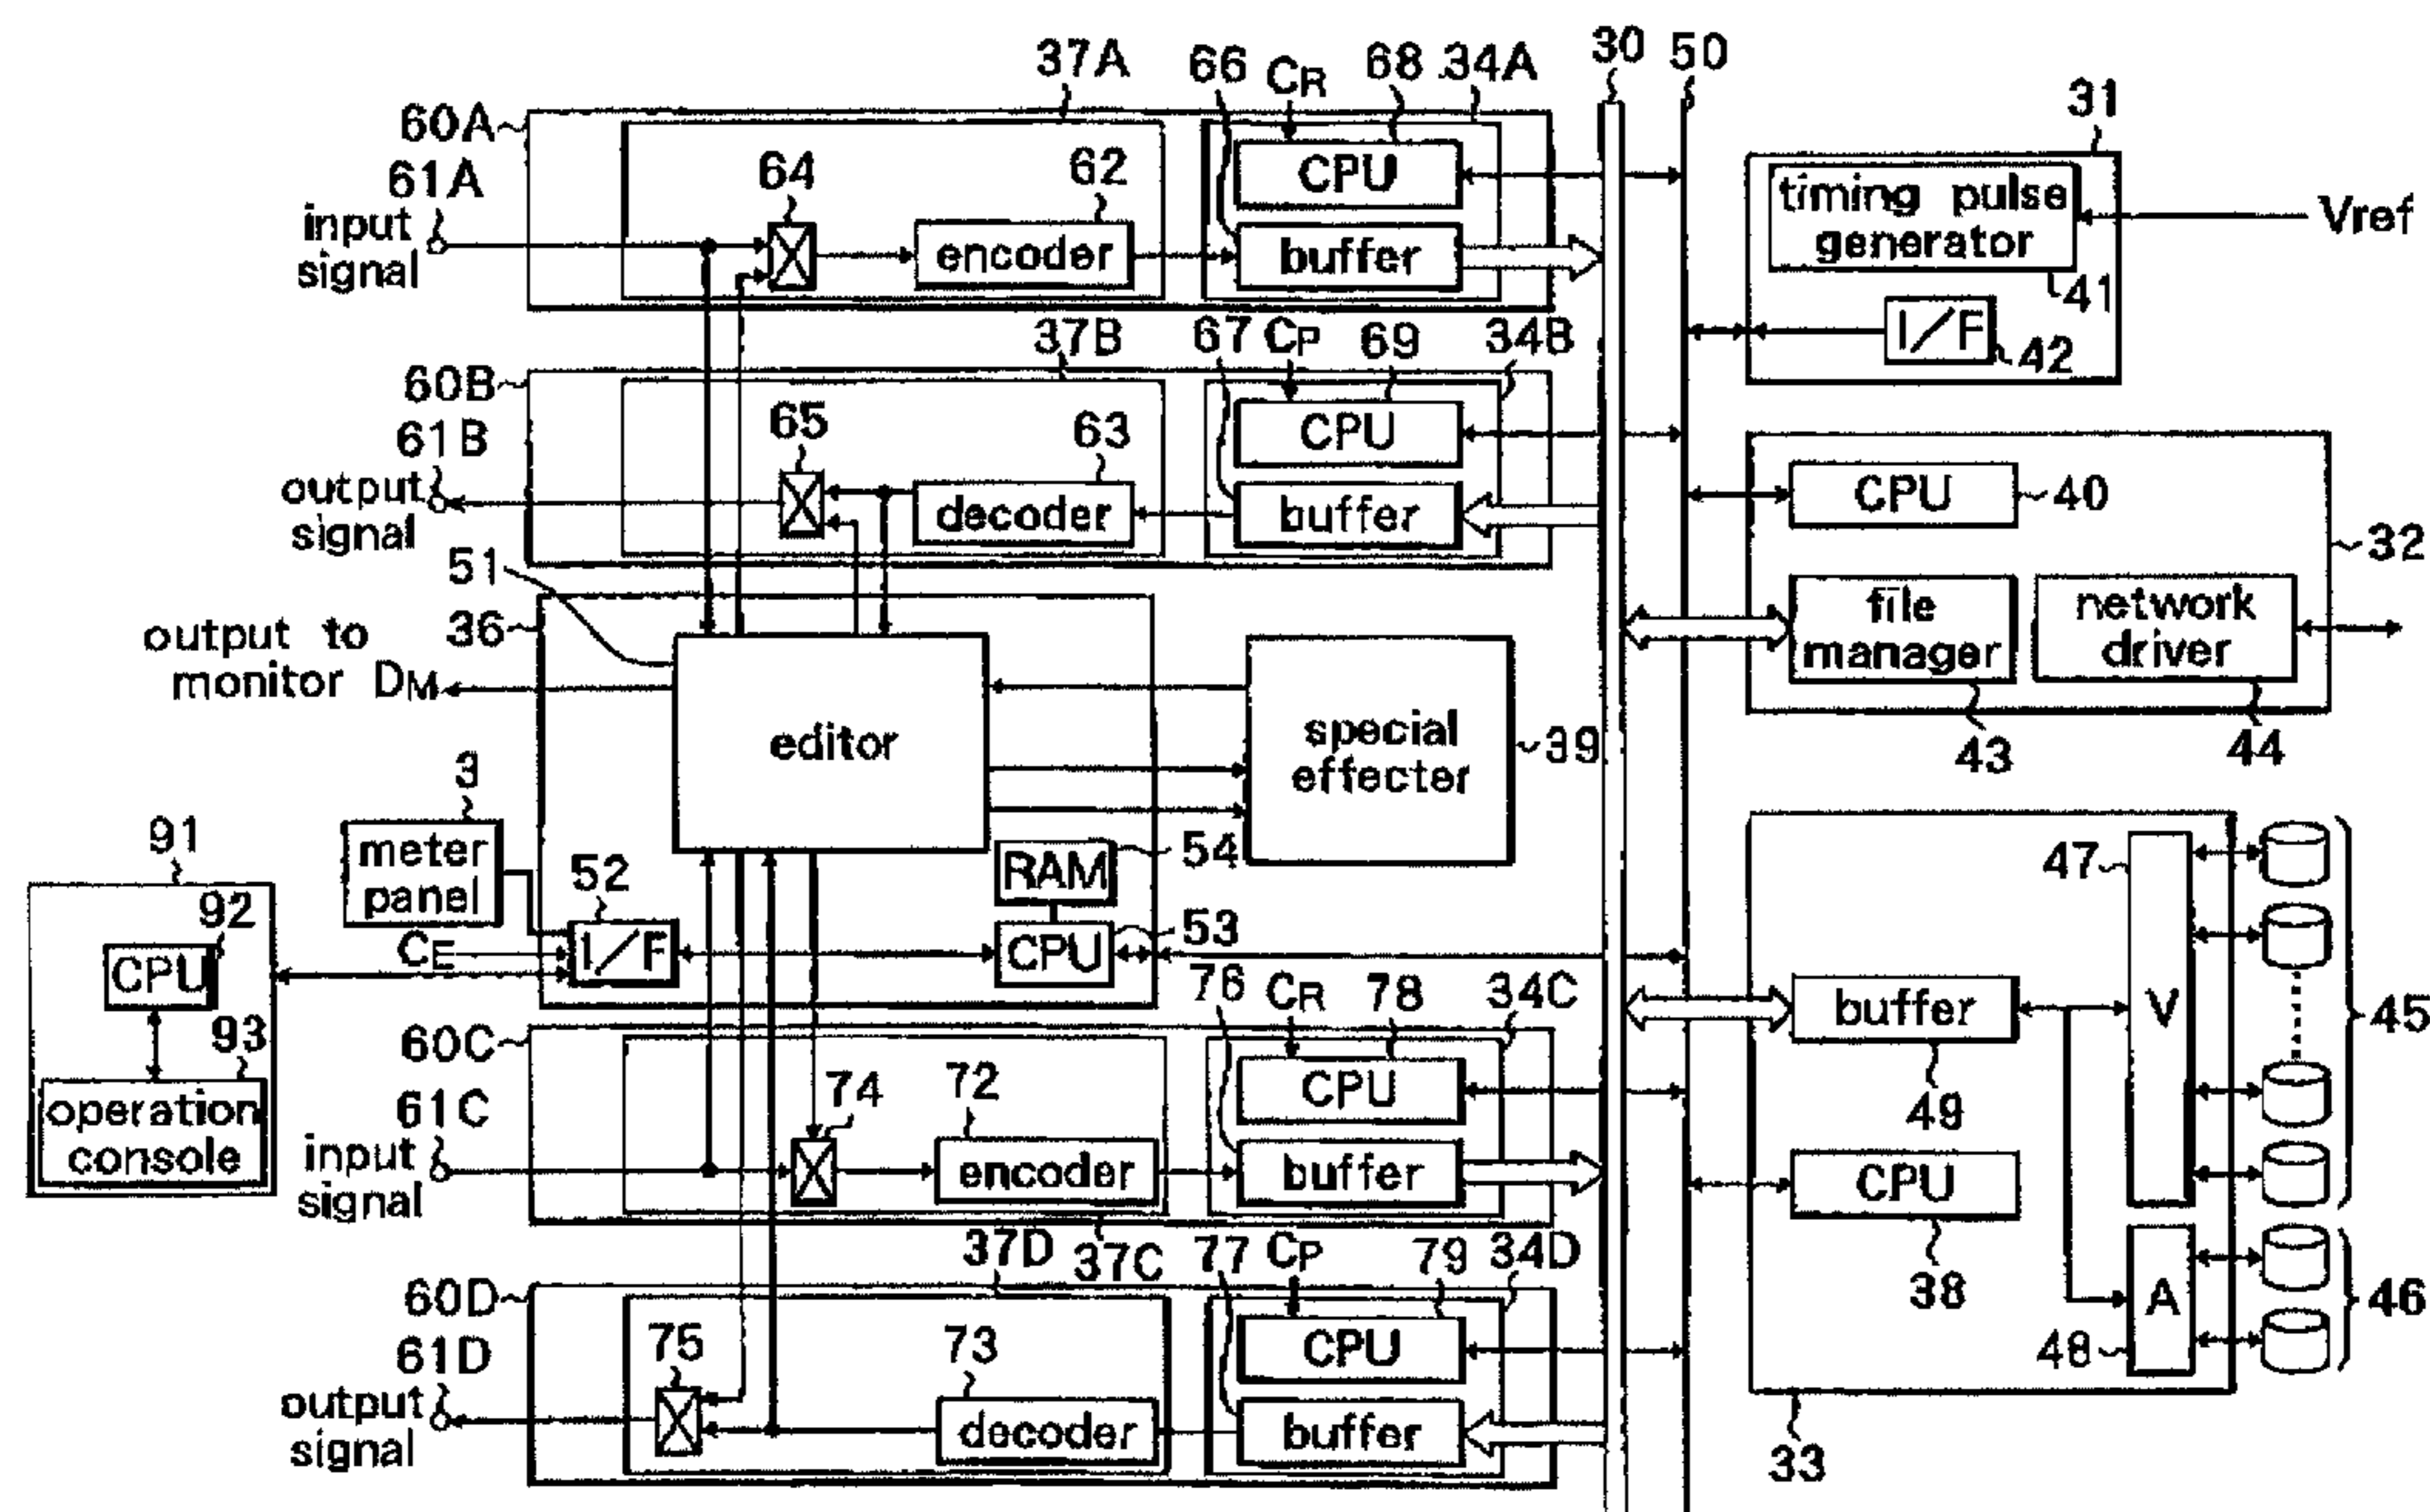 30 50
37A 66 CR 68 34A
31
60A
61A
64 62
CPU
timing pulse
generator
Vref
input
signal
encoder
buffer
41
I/F
42
37B 67 CP 69 34B
60B
61B
65 63
CPU
CPU
40
output
signal
decoder
buffer
32
51
36
file
manager
network
driver
output to
monitor DM
editor
special
effecter
39
43
44
3
meter
panel
91
92
52
RAM
54
47
CE
CPU
I/F
CPU
53
76 CR 78 34C
buffer
V
45
93
60C
operation
console
61C
74 72
CPU
49
input
signal
encoder
buffer
CPU
37D 37C 77 CP 79 34D
38
A
46
60D
61D
75 73
CPU
48
output
signal
decoder
buffer
33